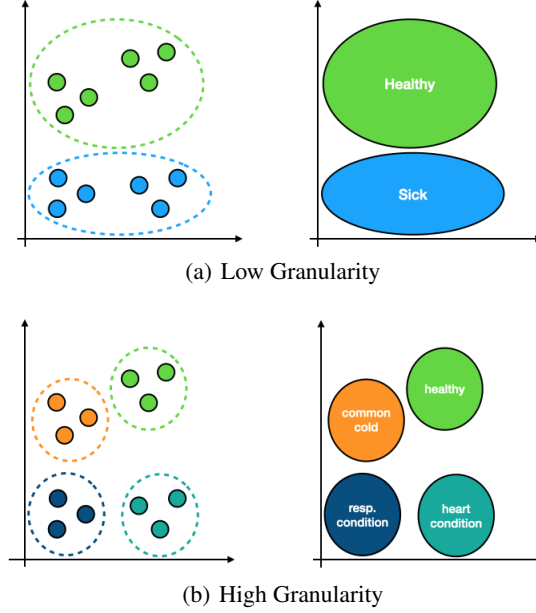 Healthy
Sick
(a) Low Granularity
healthy
common
cold
resp.
condition
heart
condition
(b) High Granularity